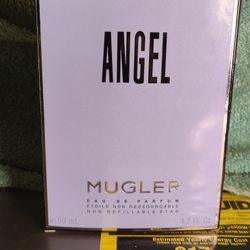 ANGEL
MUGLER
EAU DE PARFUM
ETOILE NON RESSOURÇABLE
NON REFILLABLE STAR
50 mL 1.7 FL.
UID
Estimated Yearly Energy Cost